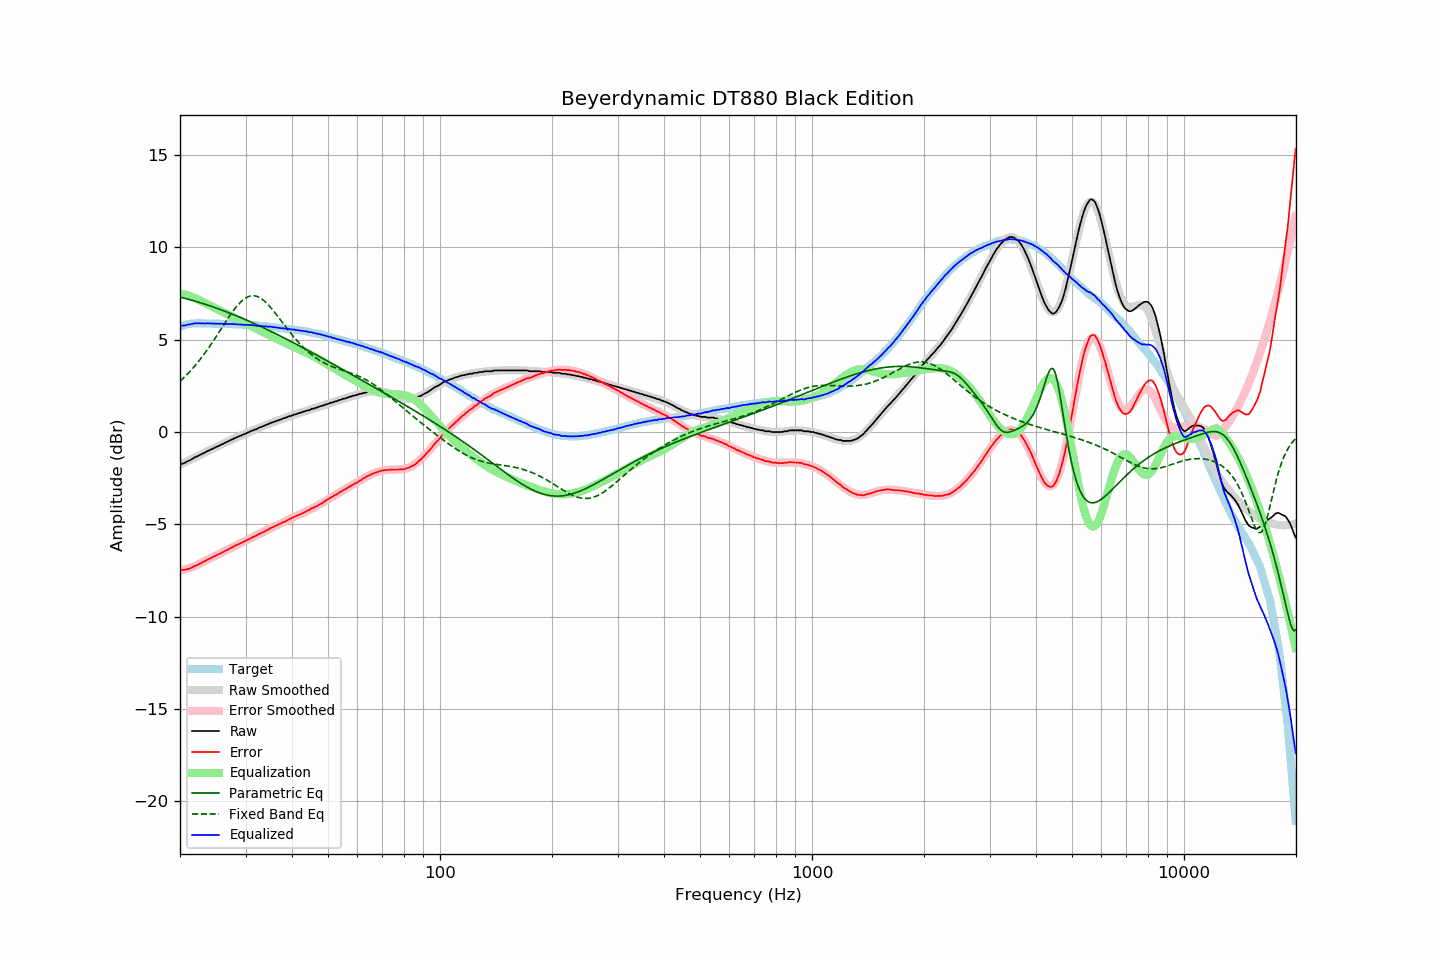 Beyerdynamic DT880 Black Edition
15
10
5
0
−5
−10
−15
−20
Amplitude (dBr)
Target
Raw Smoothed
Error Smoothed
Raw
Error
Equalization
Parametric Eq
Fixed Band Eq
Equalized
100
1000
10000
Frequency (Hz)